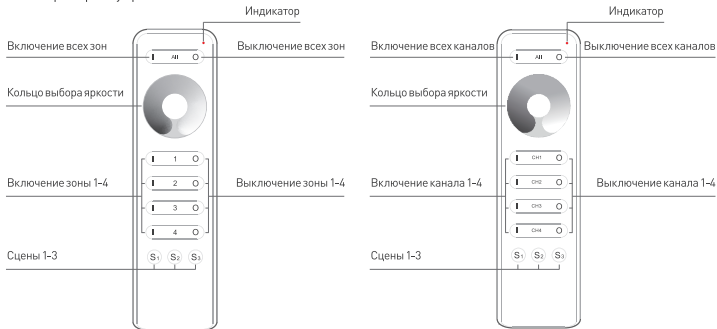 Индикатор
Включение всех зон
All
Выключение всех зон
Кольцо выбора яркости
1
2
Включение зоны 1-4
Выключение зоны 1-4
3
4
Сцены 1-3
S1 S2 S3
Индикатор
Включение всех каналов
All
Выключение всех каналов
Кольцо выбора яркости
CH1
CH2
Включение канала 1-4
Выключение канала 1-4
CH3
CH4
Сцены 1-3
S1 S2 S3